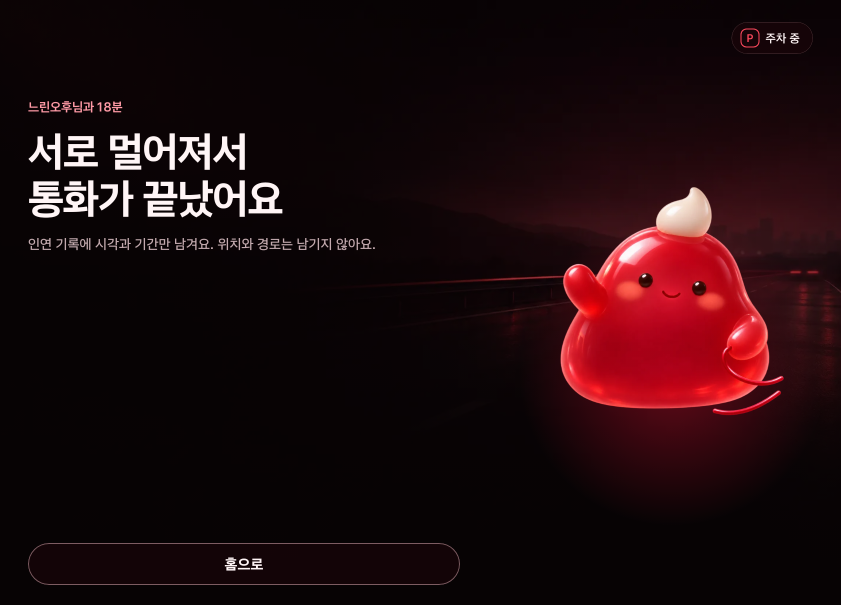 P 주차 중
느린오후님과 18분
서로 멀어져서
통화가 끝났어요
인연 기록에 시각과 기간만 남겨요. 위치와 경로는 남기지 않아요.
홈으로